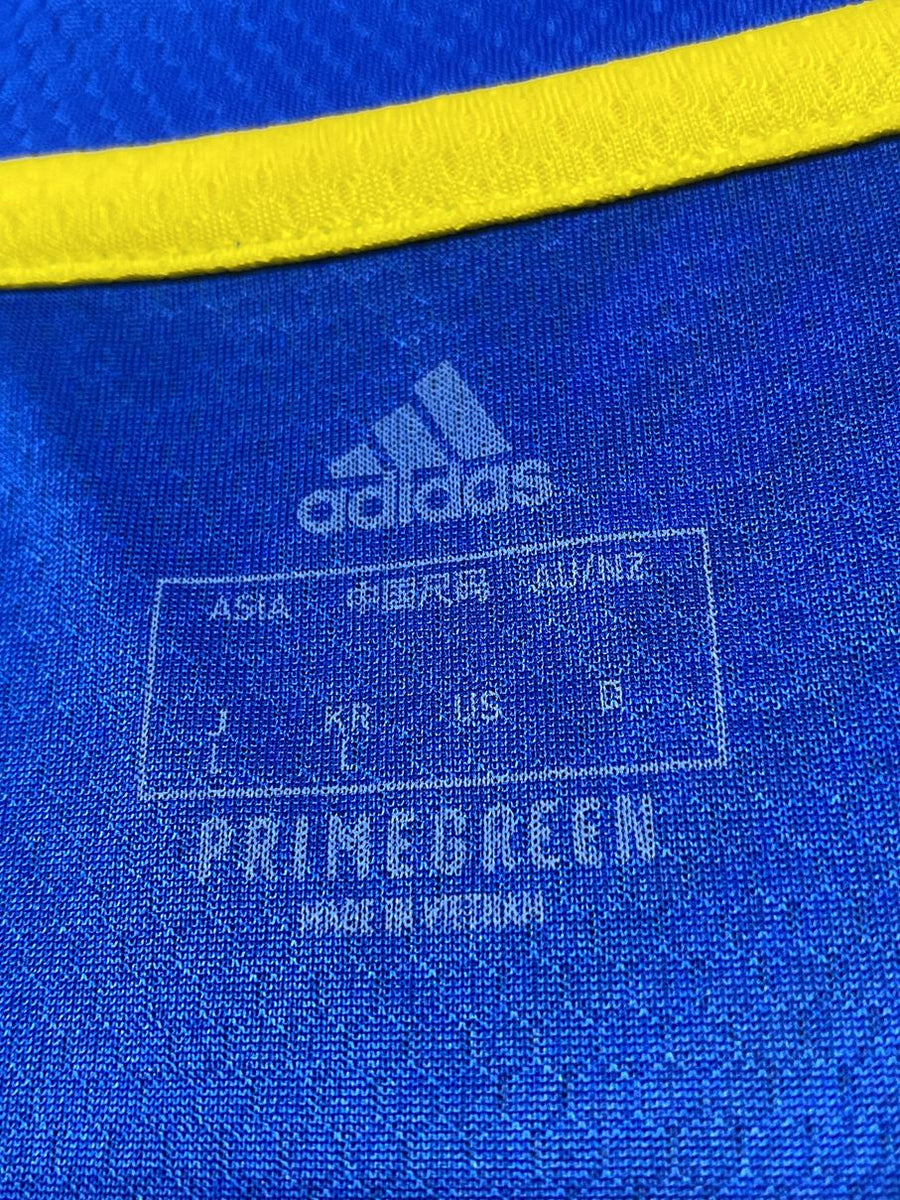 adidas
ASIA 中国尺码 AU/NZ
J KR US B
L L
PRIMEGREEN
MADE IN VIETNAM